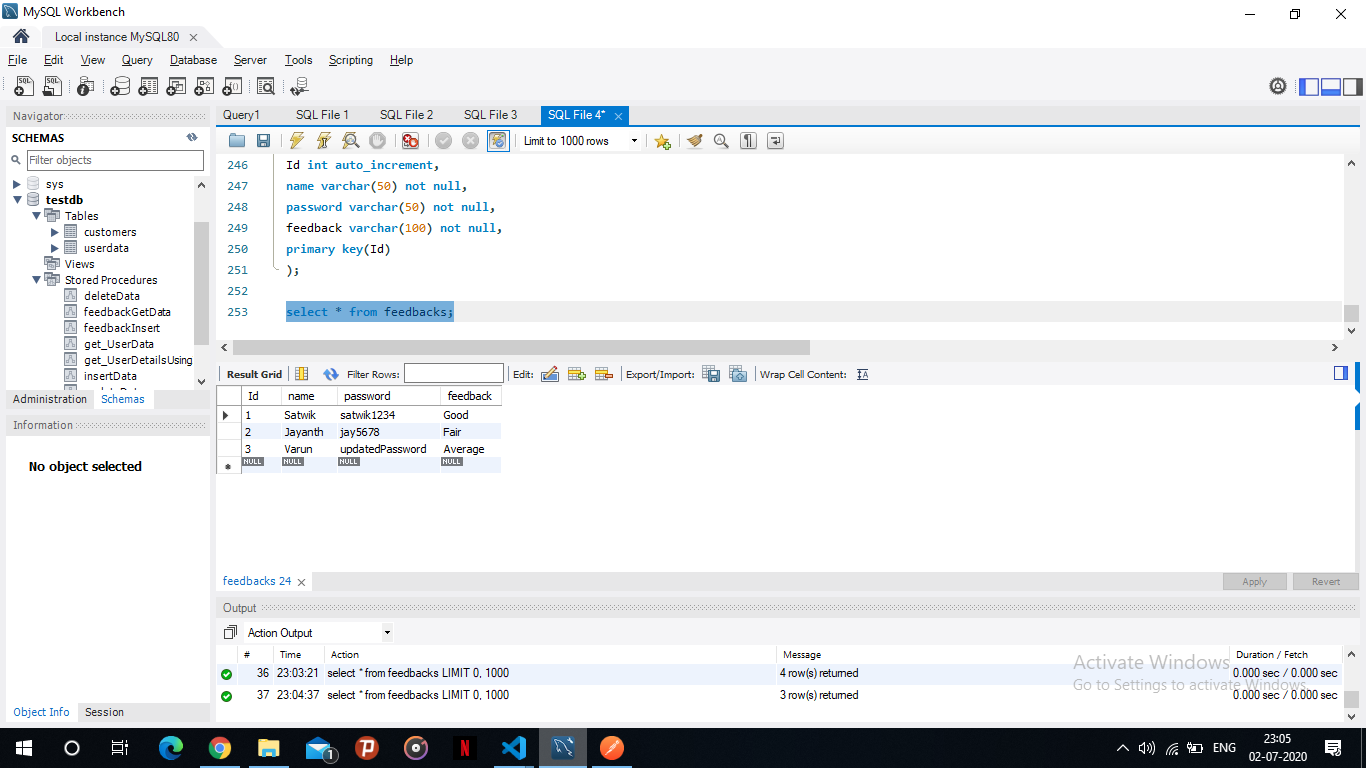 MySQL Workbench
Local instance MySQL80
File Edit View Query Database Server Tools Scripting Help
Navigator
SCHEMAS
Filter objects
sys
testdb
Tables
customers
userdata
Views
Stored Procedures
deleteData
feedbackGetData
feedbackInsert
get_UserData
get_UserDetailsUsing
insertData
Administration Schemas
Information
No object selected
Object Info Session
Query1 SQL File 1 SQL File 2 SQL File 3 SQL File 4*
Limit to 1000 rows
246 Id int auto_increment,
247 name varchar(50) not null,
248 password varchar(50) not null,
249 feedback varchar(100) not null,
250 primary key(Id)
251 );
252
253 select * from feedbacks;
Result Grid Filter Rows: Edit: Export/Import: Wrap Cell Content:
Id name password feedback
1 Satwik satwik1234 Good
2 Jayanth jay5678 Fair
3 Varun updatedPassword Average
NULL NULL NULL NULL
feedbacks 24
Apply Revert
Output
Action Output
# Time Action Message Duration / Fetch
36 23:03:21 select * from feedbacks LIMIT 0, 1000 4 row(s) returned 0.000 sec / 0.000 sec
37 23:04:37 select * from feedbacks LIMIT 0, 1000 3 row(s) returned 0.000 sec / 0.000 sec
Activate Windows
Go to Settings to activate Windows.
1
ENG
23:05
02-07-2020